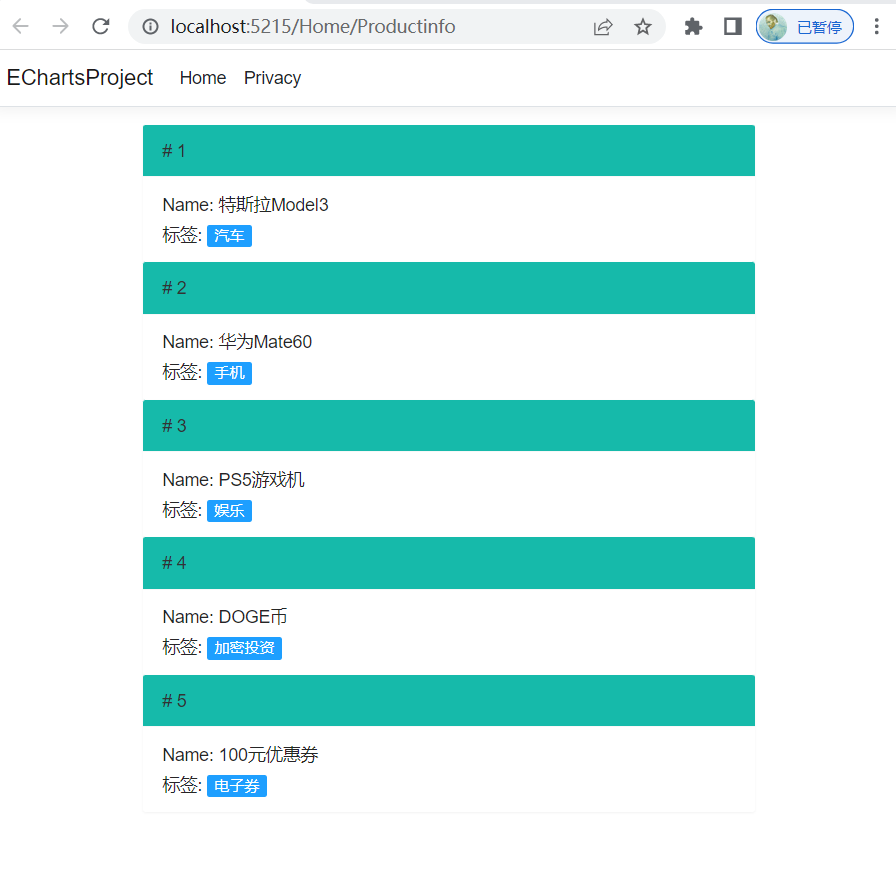 localhost:5215/Home/Productinfo 已暂停
EChartsProject Home Privacy
# 1
Name: 特斯拉Model3
标签: 汽车
# 2
Name: 华为Mate60
标签: 手机
# 3
Name: PS5游戏机
标签: 娱乐
# 4
Name: DOGE币
标签: 加密投资
# 5
Name: 100元优惠券
标签: 电子券